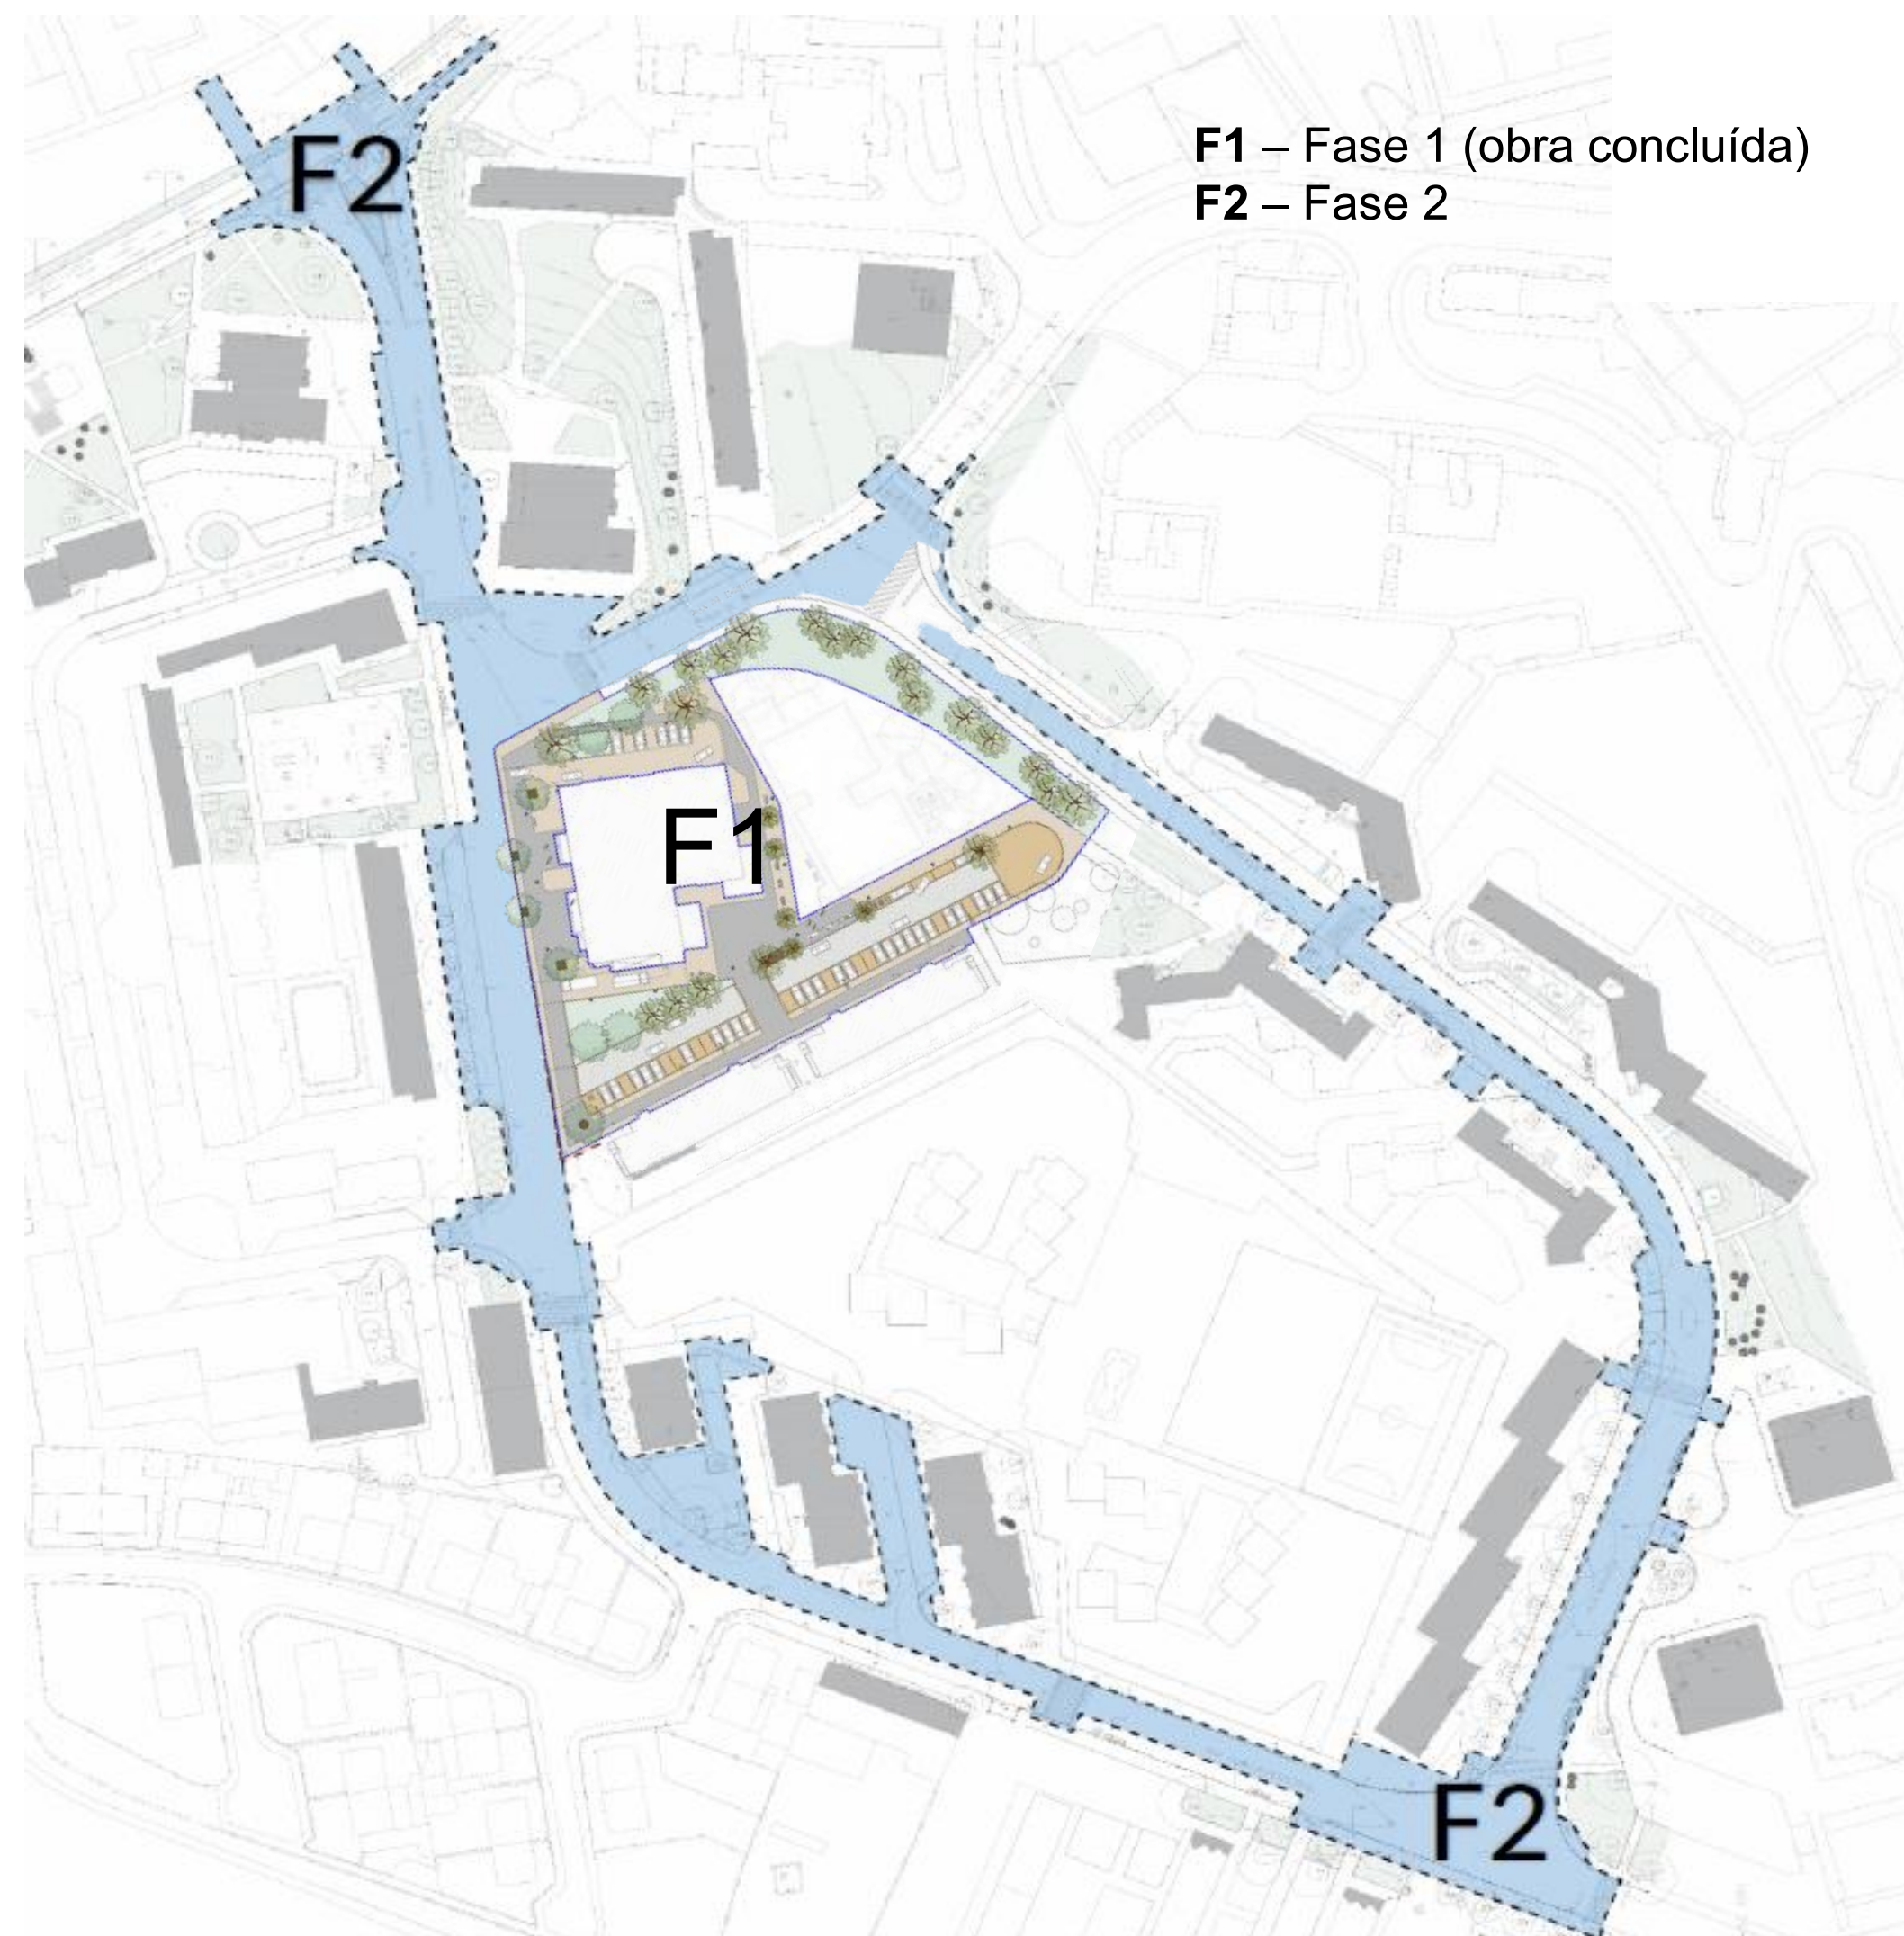 F2
F1 – Fase 1 (obra concluída)
F2 – Fase 2
F1
F2